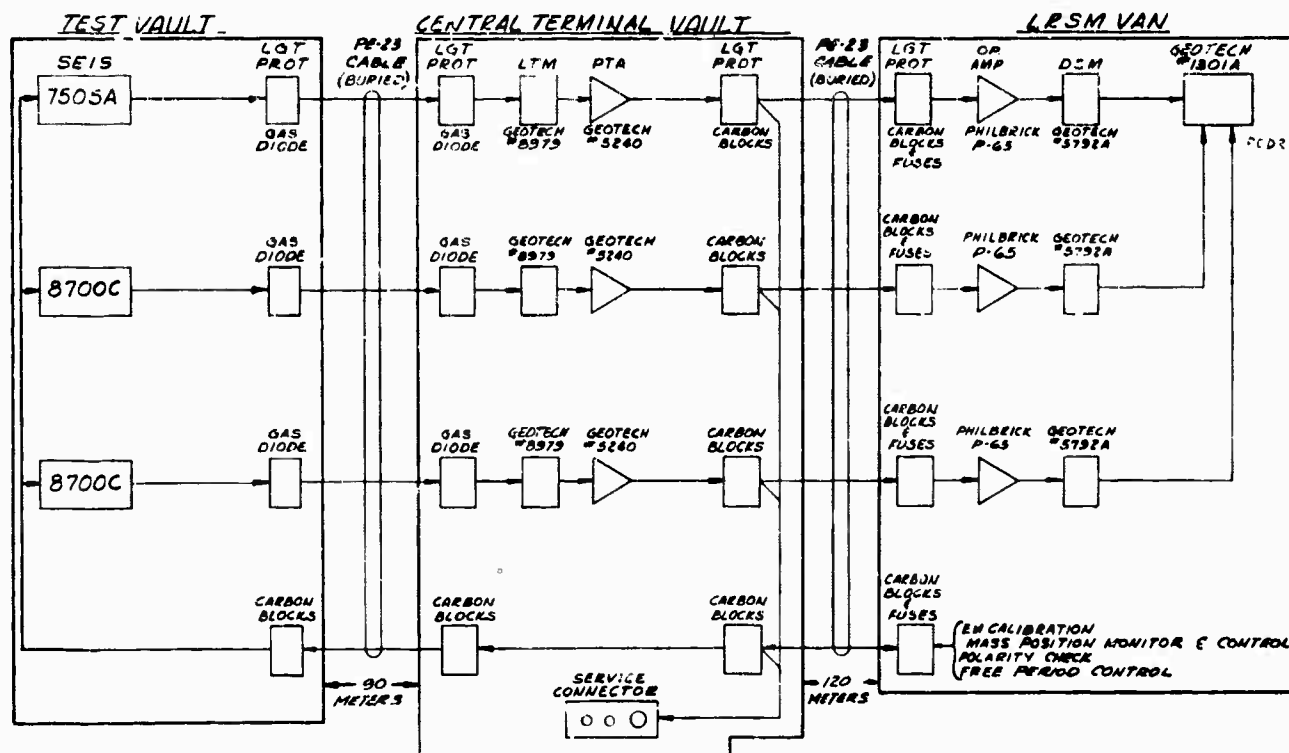 TEST VAULT
CENTRAL TERMINAL VAULT
LRSM VAN
SEIS
7505A
LGT
PROT
GAS
DIODE
PE-23
CABLE
(BURIED)
LGT
PROT
GAS
DIODE
LTM
GEOTECH
#8979
PTA
GEOTECH
#5240
LGT
PROT
CARBON
BLOCKS
PE-23
CABLE
(BURIED)
LGT
PROT
CARBON
BLOCKS
&
FUSES
OP.
AMP
PHILBRICK
P-65
DSM
GEOTECH
#5792A
GEOTECH
#1301A
8700C
GAS
DIODE
GAS
DIODE
GEOTECH
#8979
GEOTECH
#5240
CARBON
BLOCKS
CARBON
BLOCKS
& FUSES
PHILBRICK
P-65
GEOTECH
#5792A
8700C
GAS
DIODE
GAS
DIODE
GEOTECH
#8979
GEOTECH
#5240
CARBON
BLOCKS
CARBON
BLOCKS
&
FUSES
PHILBRICK
P-65
GEOTECH
#5792A
CARBON
BLOCKS
CARBON
BLOCKS
CARBON
BLOCKS
CARBON
BLOCKS
&
FUSES
EM CALIBRATION
MASS POSITION MONITOR & CONTROL
POLARITY CHECK
FREE PERIOD CONTROL
90
METERS
SERVICE
CONNECTOR
120
METERS